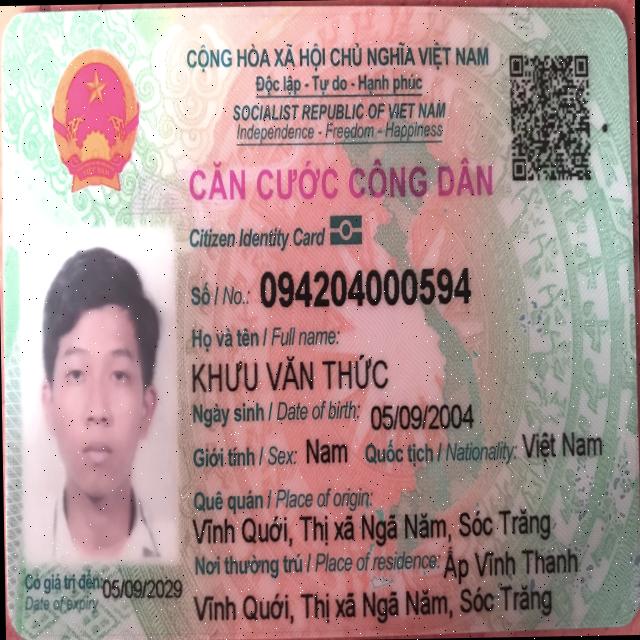 CỘNG HÒA XÃ HỘI CHỦ NGHĨA VIỆT NAM
Độc lập - Tự do - Hạnh phúc
SOCIALIST REPUBLIC OF VIET NAM
Independence - Freedom - Happiness
CĂN CƯỚC CÔNG DÂN
Citizen Identity Card
Số / No.: 094204000594
Họ và tên / Full name:
KHƯU VĂN THỨC
Ngày sinh / Date of birth: 05/09/2004
Giới tính / Sex: Nam Quốc tịch / Nationality: Việt Nam
Quê quán / Place of origin:
Vĩnh Quới, Thị xã Ngã Năm, Sóc Trăng
Nơi thường trú / Place of residence: Ấp Vĩnh Thanh
Vĩnh Quới, Thị xã Ngã Năm, Sóc Trăng
Có giá trị đến: 05/09/2029
Date of expiry